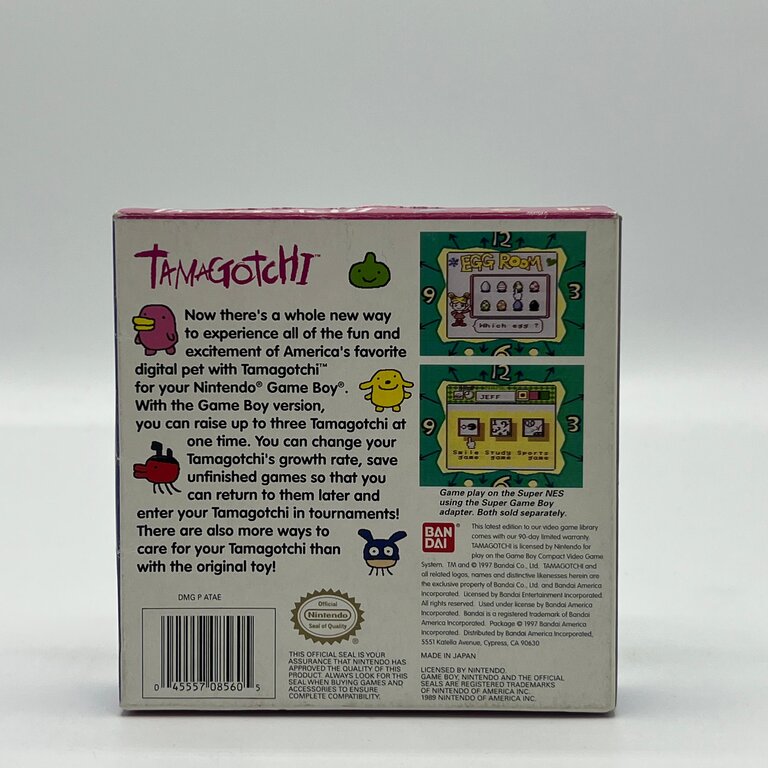 TAMAGOTCHI™
Now there's a whole new way
to experience all of the fun and
excitement of America's favorite
digital pet with Tamagotchi™
for your Nintendo® Game Boy®.
With the Game Boy version,
you can raise up to three Tamagotchi at
one time. You can change your
Tamagotchi's growth rate, save
unfinished games so that you
can return to them later and
enter your Tamagotchi in tournaments!
There are also more ways to
care for your Tamagotchi than
with the original toy!
DMG P ATAE
0 45557 08560 5
Official
Nintendo
Seal of Quality
®
THIS OFFICIAL SEAL IS YOUR
ASSURANCE THAT NINTENDO HAS
APPROVED THE QUALITY OF THIS
PRODUCT. ALWAYS LOOK FOR THIS
SEAL WHEN BUYING GAMES AND
ACCESSORIES TO ENSURE
COMPLETE COMPATIBILITY.
12
EGG ROOM
9
3
Which egg ?
6
12
JEFF
9
3
Smile Study Sports
game game game
6
Game play on the Super NES
using the Super Game Boy
adapter. Both sold separately.
BAN
DAI
®
This latest edition to our video game library
comes with our 90-day limited warranty.
TAMAGOTCHI is licensed by Nintendo for
play on the Game Boy Compact Video Game
System. TM and © 1997 Bandai Co., Ltd. TAMAGOTCHI and
all related logos, names and distinctive likenesses herein are
the exclusive property of Bandai Co., Ltd. and Bandai America
Incorporated. Licensed by Bandai Entertainment Incorporated.
All rights reserved. Used under license by Bandai America
Incorporated. Bandai is a registered trademark of Bandai
America Incorporated. Package © 1997 Bandai America
Incorporated. Distributed by Bandai America Incorporated,
5551 Katella Avenue, Cypress, CA 90630
MADE IN JAPAN
LICENSED BY NINTENDO.
GAME BOY, NINTENDO AND THE OFFICIAL
SEALS ARE REGISTERED TRADEMARKS
OF NINTENDO OF AMERICA INC.
1989 NINTENDO OF AMERICA INC.